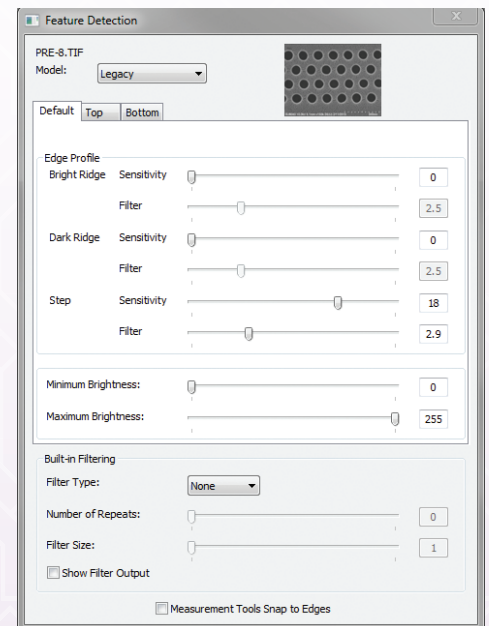 Feature Detection
x
PRE-8.TIF
Model: Legacy
Default Top Bottom
Edge Profile
Bright Ridge Sensitivity 0
Filter 2.5
Dark Ridge Sensitivity 0
Filter 2.5
Step Sensitivity 18
Filter 2.9
Minimum Brightness: 0
Maximum Brightness: 255
Built-in Filtering
Filter Type: None
Number of Repeats: 0
Filter Size: 1
Show Filter Output
Measurement Tools Snap to Edges